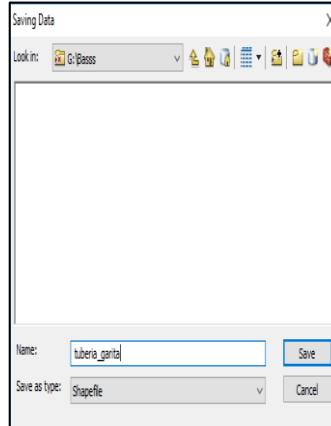 Saving Data
Look in: G:\Basss
Name: tuberia_garita
Save
Save as type: Shapefile
Cancel